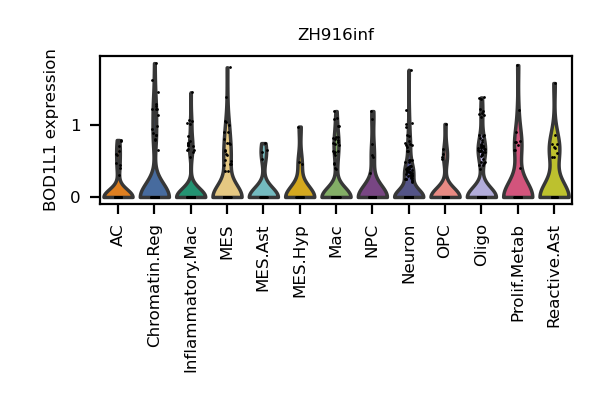 ZH916inf
BOD1L1 expression
1
0
AC
Chromatin.Reg
Inflammatory.Mac
MES
MES.Ast
MES.Hyp
Mac
NPC
Neuron
OPC
Oligo
Prolif.Metab
Reactive.Ast